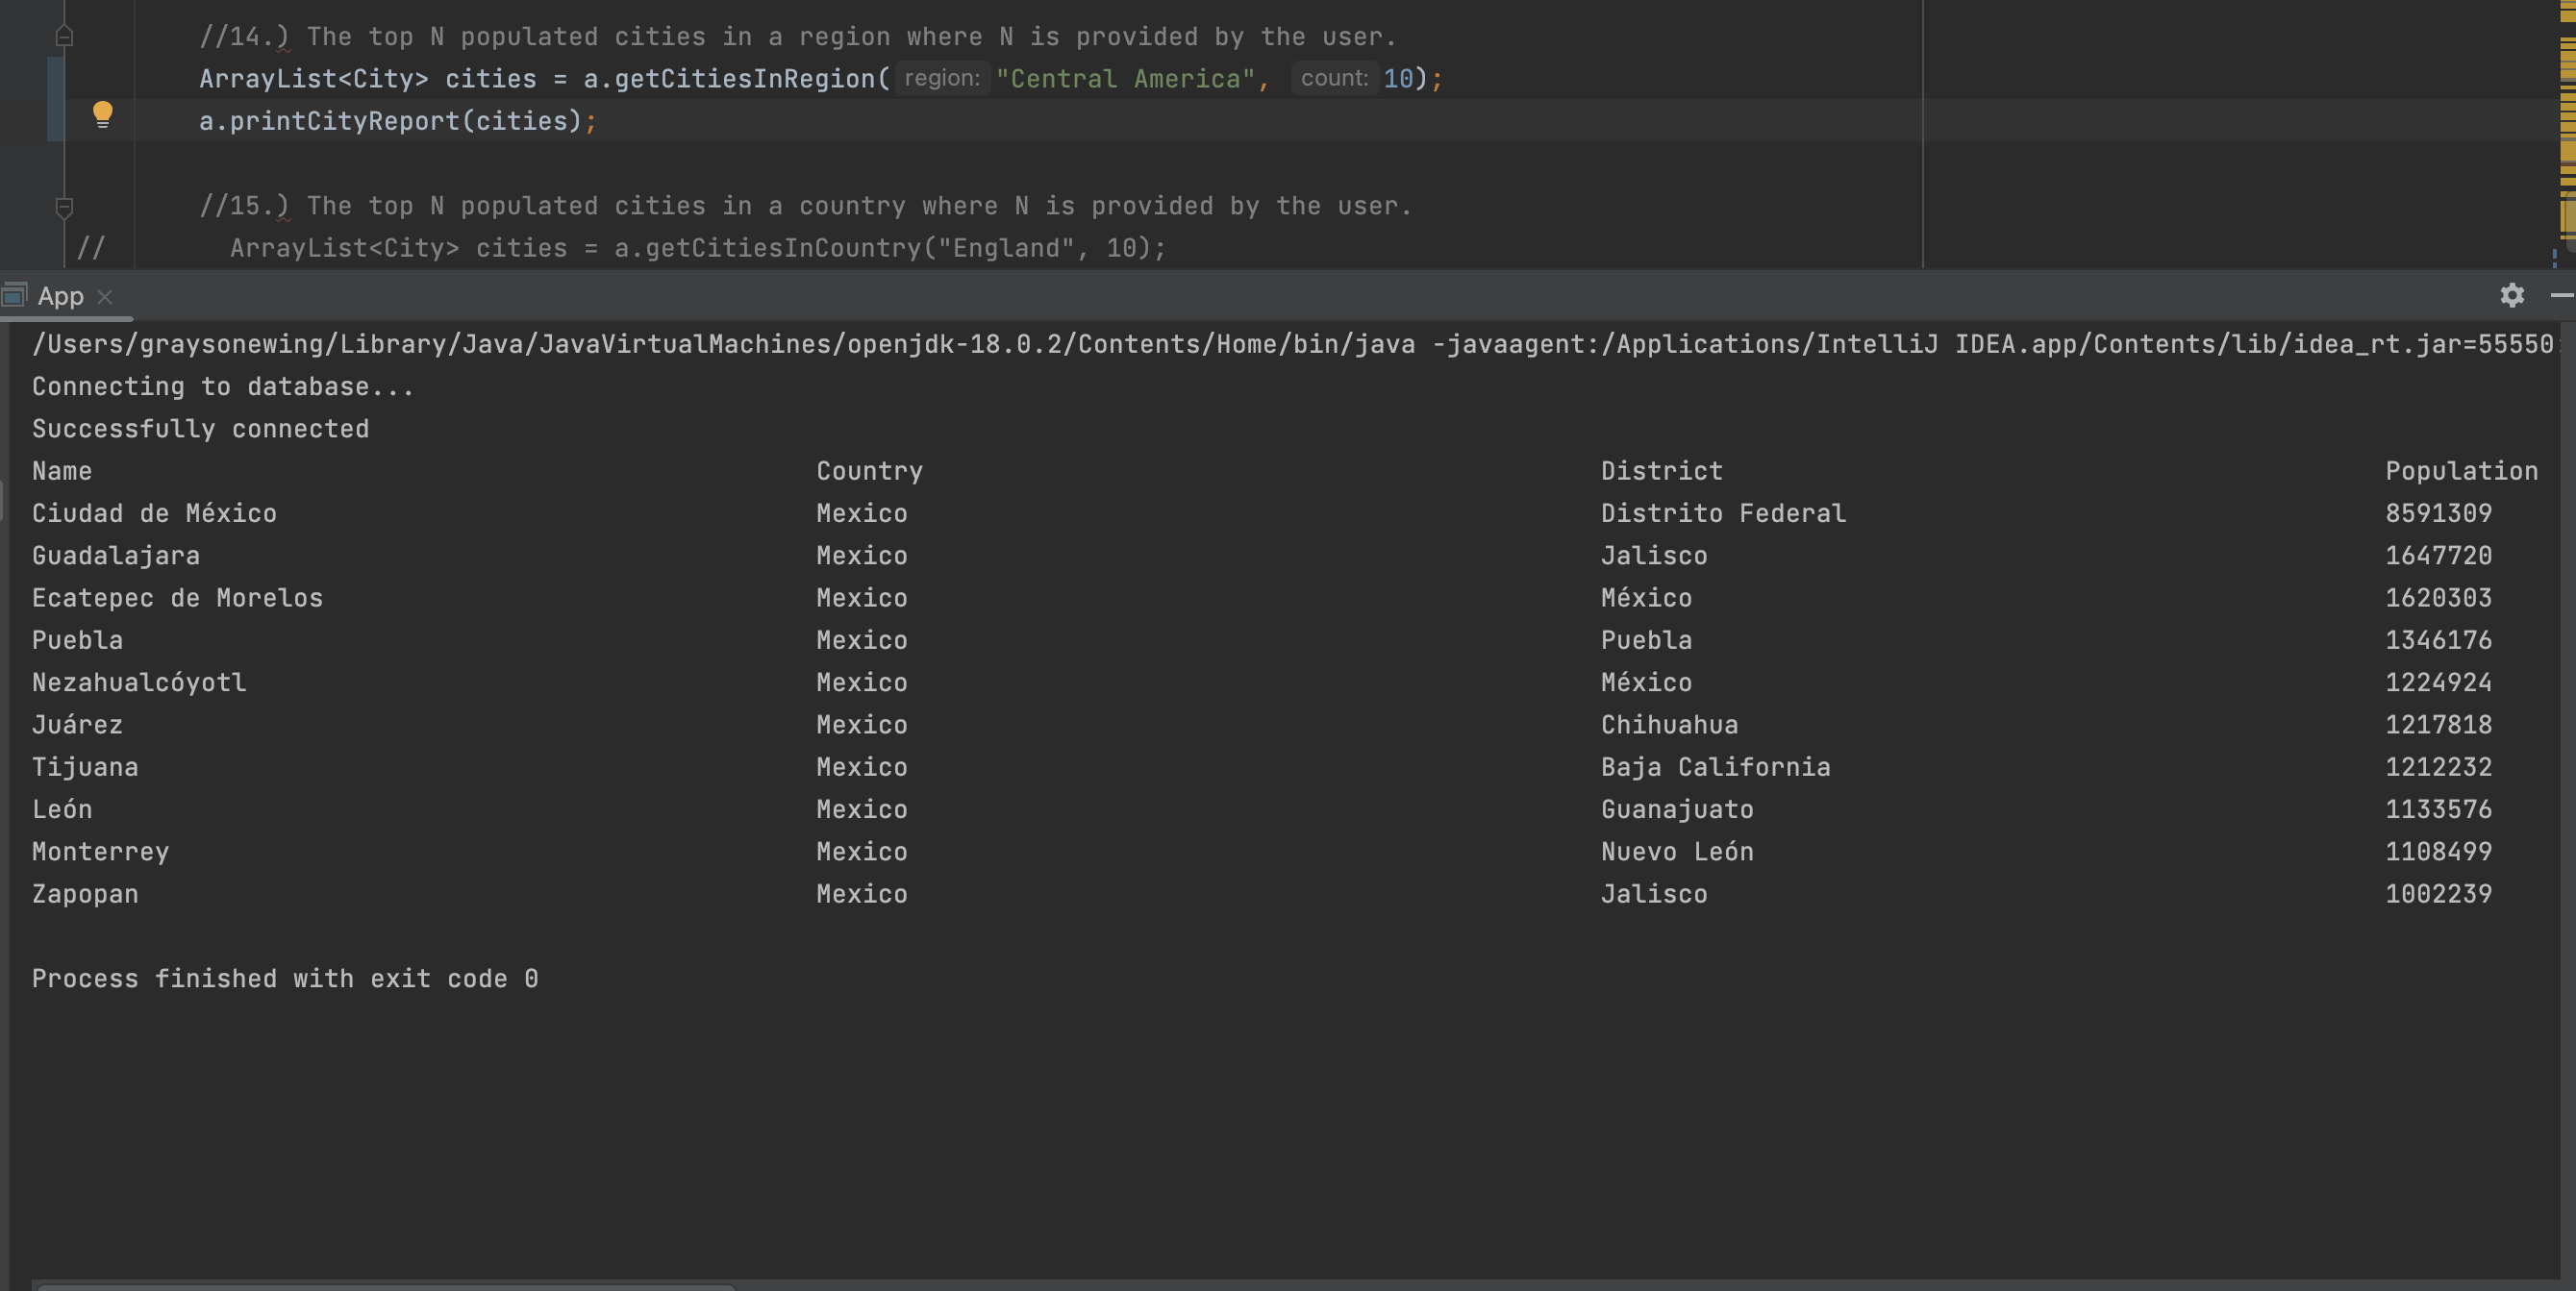 //14.) The top N populated cities in a region where N is provided by the user.
ArrayList<City> cities = a.getCitiesInRegion( region: "Central America", count: 10);
a.printCityReport(cities);
//15.) The top N populated cities in a country where N is provided by the user.
// ArrayList<City> cities = a.getCitiesInCountry("England", 10);
App
/Users/graysonewing/Library/Java/JavaVirtualMachines/openjdk-18.0.2/Contents/Home/bin/java -javaagent:/Applications/IntelliJ IDEA.app/Contents/lib/idea_rt.jar=55550:
Connecting to database...
Successfully connected
Name Country District Population
Ciudad de México Mexico Distrito Federal 8591309
Guadalajara Mexico Jalisco 1647720
Ecatepec de Morelos Mexico México 1620303
Puebla Mexico Puebla 1346176
Nezahualcóyotl Mexico México 1224924
Juárez Mexico Chihuahua 1217818
Tijuana Mexico Baja California 1212232
León Mexico Guanajuato 1133576
Monterrey Mexico Nuevo León 1108499
Zapopan Mexico Jalisco 1002239
Process finished with exit code 0